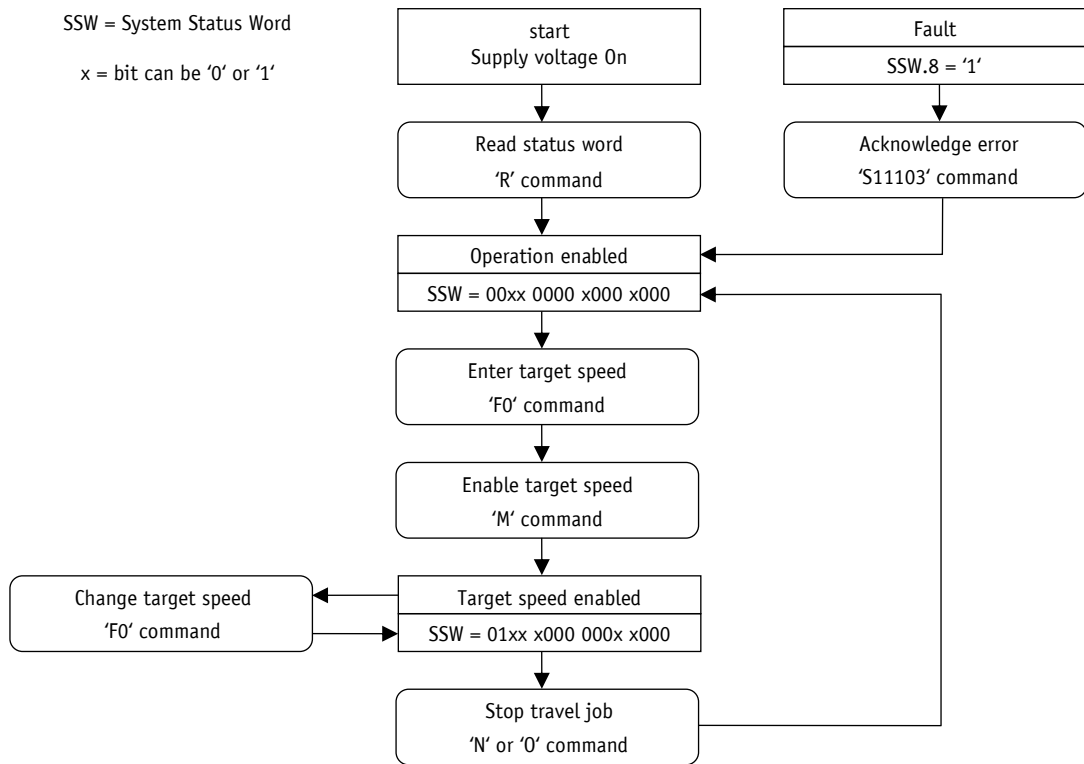 SSW = System Status Word
x = bit can be ‘0‘ or ‘1‘
start
Supply voltage On
Fault
SSW.8 = ‘1‘
Read status word
‘R’ command
Acknowledge error
‘S11103‘ command
Operation enabled
SSW = 00xx 0000 x000 x000
Enter target speed
‘F0‘ command
Enable target speed
‘M‘ command
Change target speed
‘F0‘ command
Target speed enabled
SSW = 01xx x000 000x x000
Stop travel job
‘N‘ or ‘O‘ command